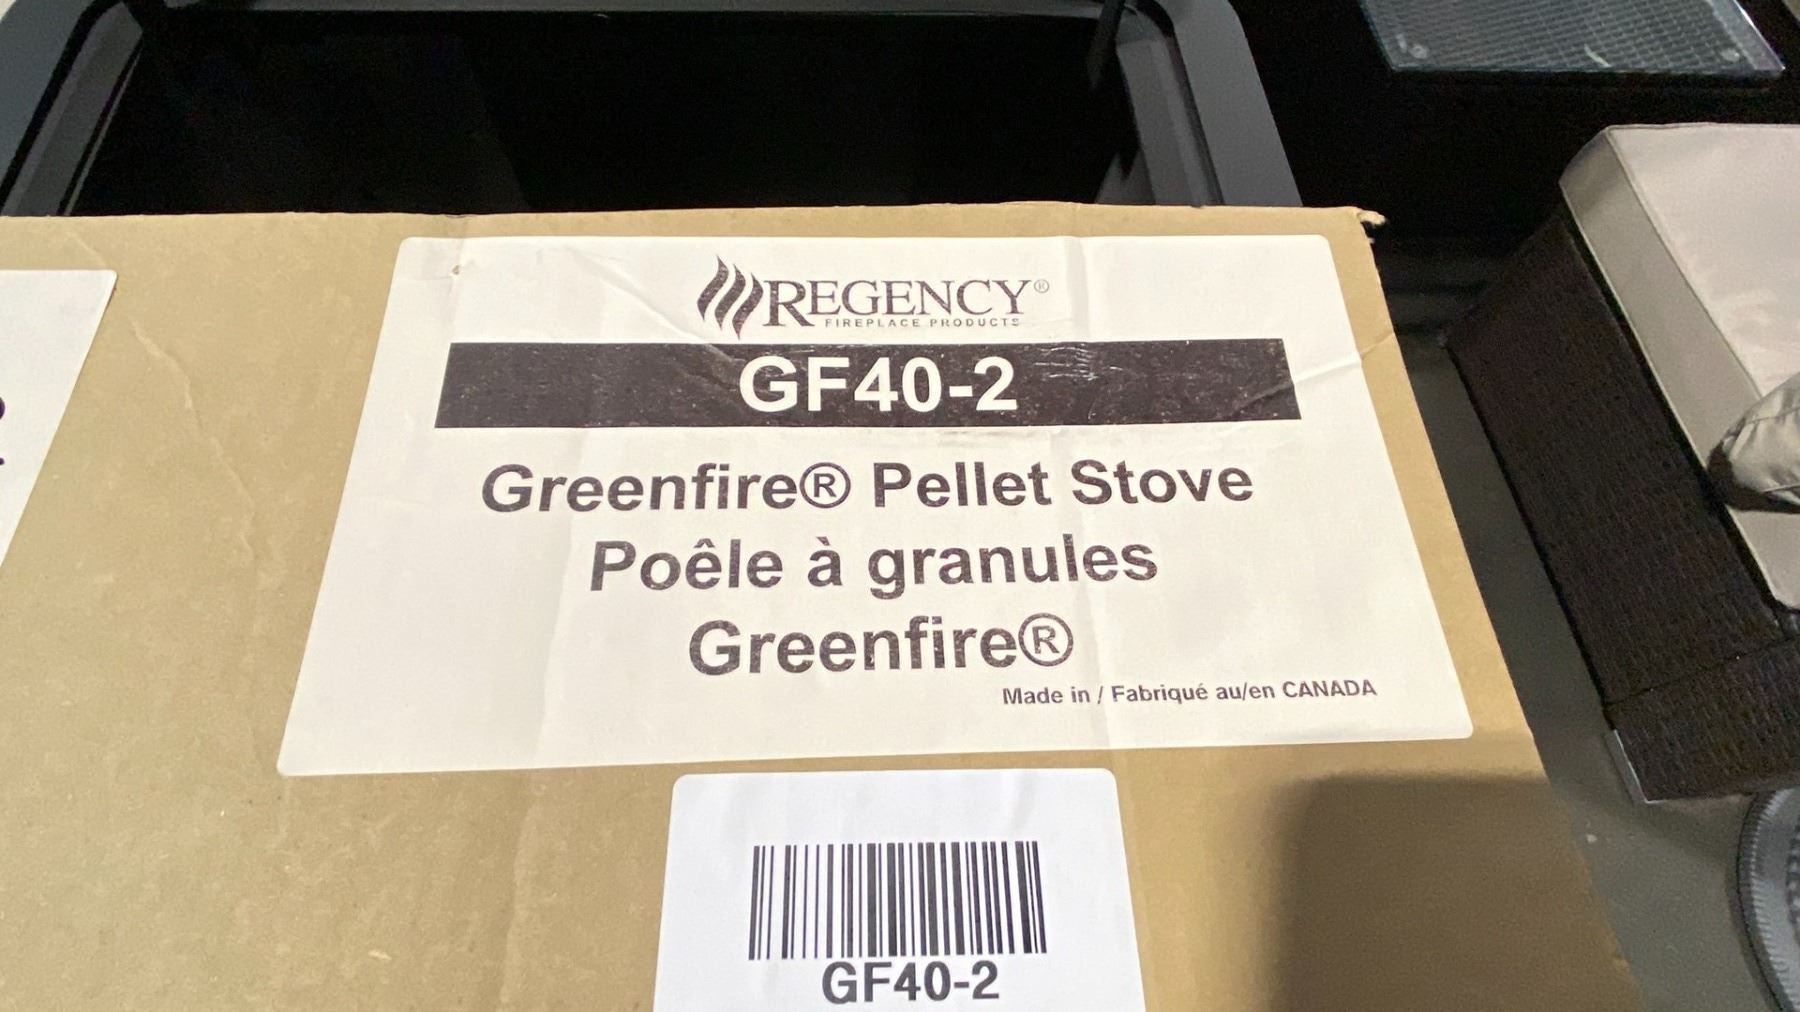 REGENCY®
FIREPLACE PRODUCTS
GF40-2
Greenfire® Pellet Stove
Poêle à granules
Greenfire®
Made in / Fabriqué au/en CANADA
GF40-2